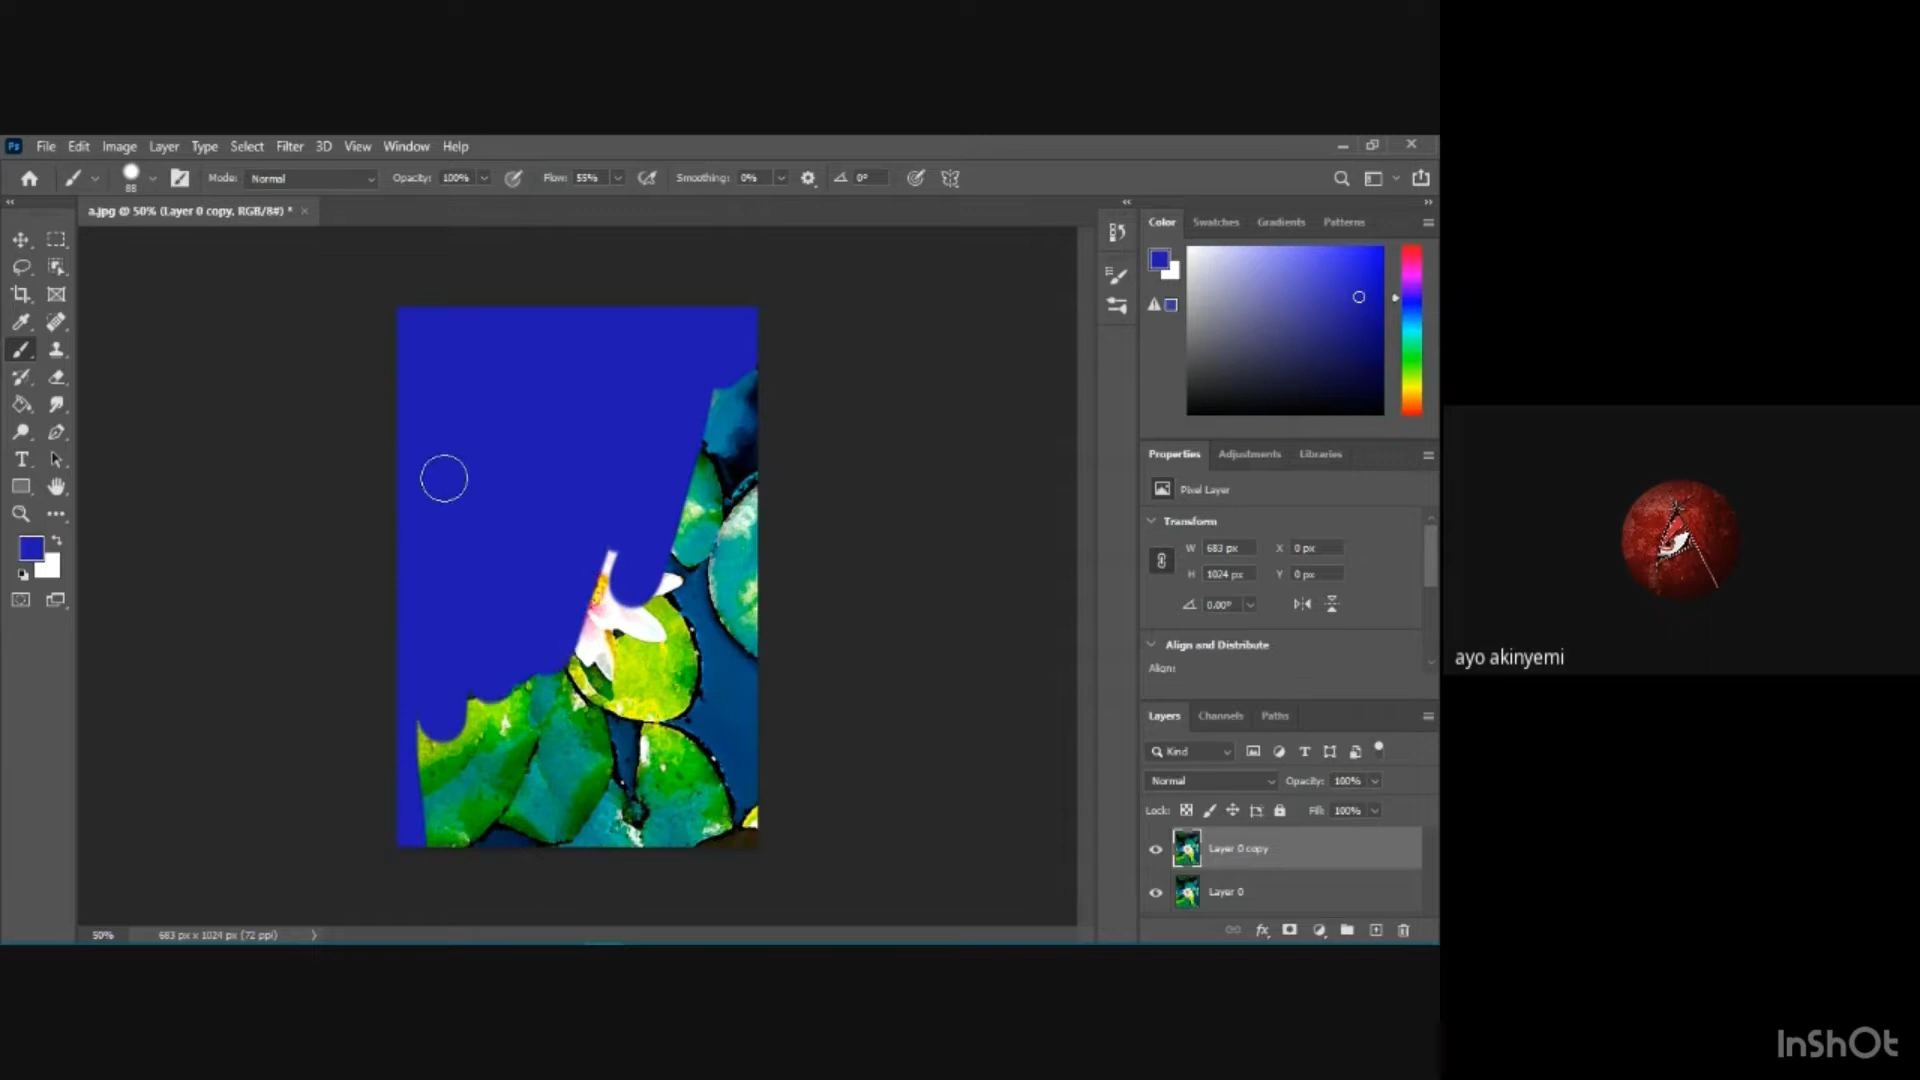 Ps File Edit Image Layer Type Select Filter 3D View Window Help
88 Mode: Normal Opacity: 100% Flow: 55% Smoothing: 0% 0°
a.jpg @ 50% (Layer 0 copy, RGB/8#) *
Color Swatches Gradients Patterns
Properties Adjustments Libraries
Pixel Layer
Transform
W 683 px X 0 px
H 1024 px Y 0 px
0.00°
Align and Distribute
Align:
Layers Channels Paths
Kind
Normal Opacity: 100%
Lock: Fill: 100%
Layer 0 copy
Layer 0
fx
50% 683 px x 1024 px (72 ppi)
ayo akinyemi
InShOt